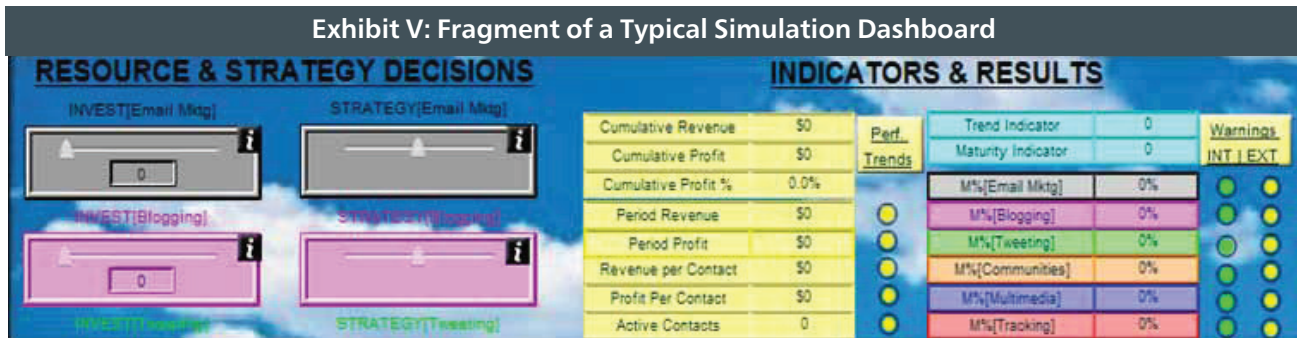 Exhibit V: Fragment of a Typical Simulation Dashboard
RESOURCE & STRATEGY DECISIONS
INVEST[Email Mktg]
STRATEGY[Email Mktg]
i
i
0
INVEST[Blogging]
STRATEGY[Blogging]
i
i
0
INVEST[Tweeting]
STRATEGY[Tweeting]
INDICATORS & RESULTS
Cumulative Revenue $0
Cumulative Profit $0
Cumulative Profit % 0.0%
Period Revenue $0
Period Profit $0
Revenue per Contact $0
Profit Per Contact $0
Active Contacts 0
Perf.
Trends
Trend Indicator 0
Maturity Indicator 0
M%[Email Mktg] 0%
M%[Blogging] 0%
M%[Tweeting] 0%
M%[Communities] 0%
M%[Multimedia] 0%
M%[Tracking] 0%
Warnings
INT | EXT